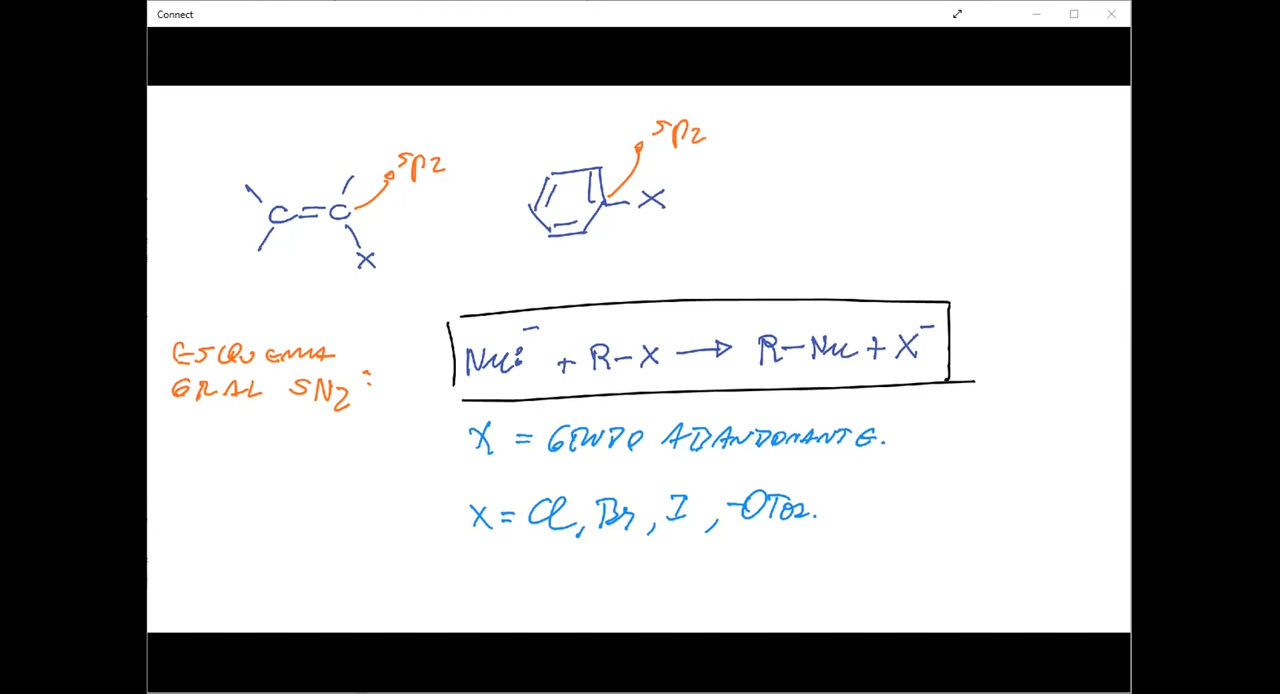 Connect
sp2
sp2
C=C
X
X
ESQUEMA
GRAL SN2:
Nu:⁻ + R-X → R-Nu + X⁻
X = GRUPO ABANDONANTE.
X = Cl, Br, I, -OTos.